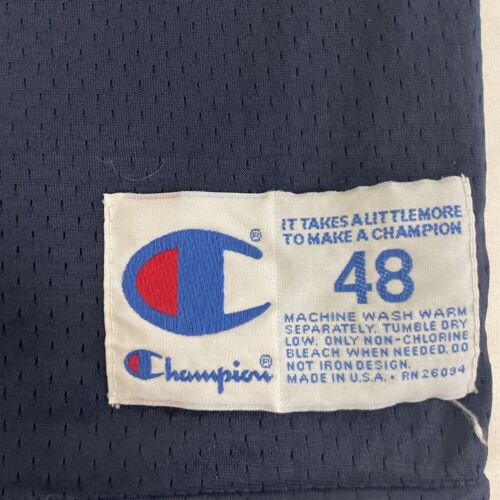 IT TAKES A LITTLE MORE
TO MAKE A CHAMPION
48
MACHINE WASH WARM
SEPARATELY. TUMBLE DRY
LOW. ONLY NON-CHLORINE
BLEACH WHEN NEEDED. DO
NOT IRON DESIGN.
MADE IN U.S.A. • RN 26094
®
Champion®